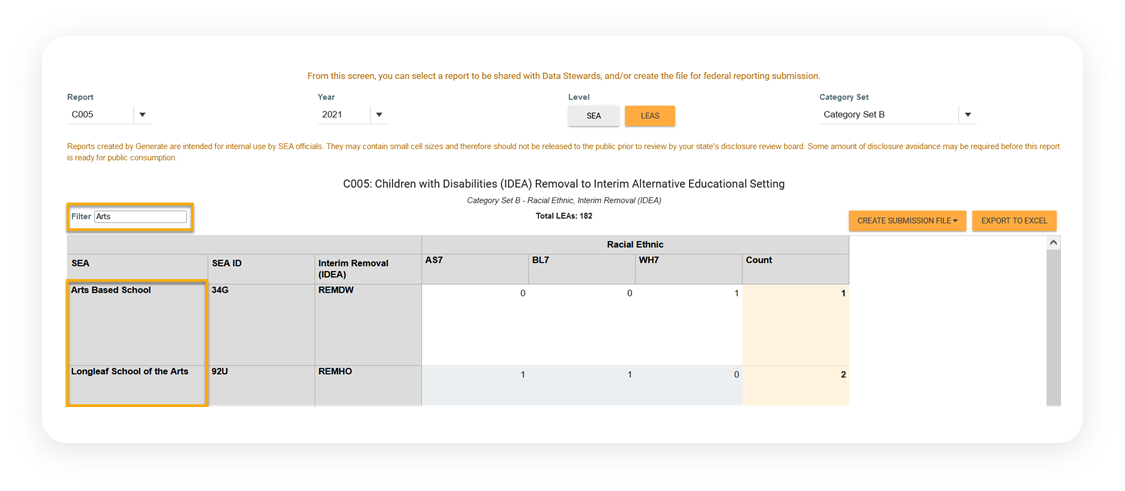 From this screen, you can select a report to be shared with Data Stewards, and/or create the file for federal reporting submission.
Report
Year
Level
Category Set
C005
2021
SEA
LEAS
Category Set B
Reports created by Generate are intended for internal use by SEA officials. They may contain small cell sizes and therefore should not be released to the public prior to review by your state's disclosure review board. Some amount of disclosure avoidance may be required before this report
is ready for public consumption.
C005: Children with Disabilities (IDEA) Removal to Interim Alternative Educational Setting
Category Set B - Racial Ethnic, Interim Removal (IDEA)
Filter Arts
Total LEAs: 182
CREATE SUBMISSION FILE
EXPORT TO EXCEL
Racial Ethnic
SEA
SEA ID
Interim Removal
(IDEA)
AS7
BL7
WH7
Count
Arts Based School
34G
REMDW
0
0
1
1
Longleaf School of the Arts
92U
REMHO
1
1
0
2